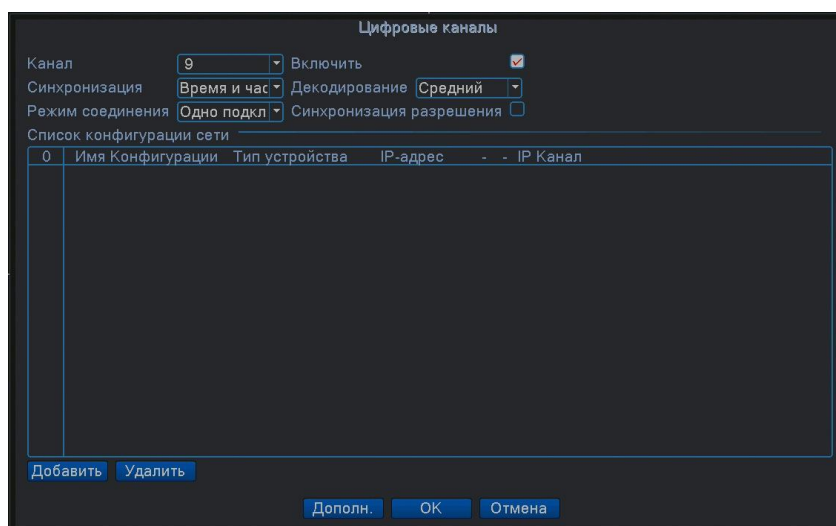 Цифровые каналы
Канал 9 Включить
Синхронизация Время и час Декодирование Средний
Режим соединения Одно подкл Синхронизация разрешения
Список конфигурации сети
0 Имя Конфигурации Тип устройства IP-адрес - - IP Канал
Добавить Удалить
Дополн. OK Отмена